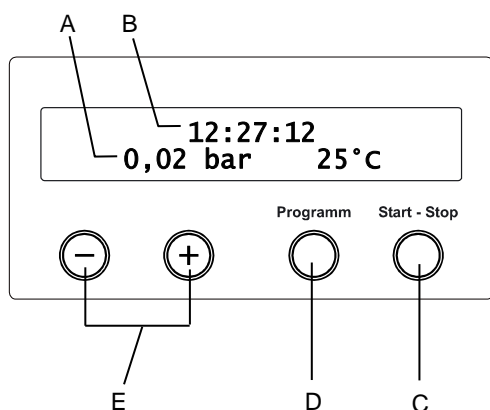 A B
12:27:12
0,02 bar 25°C
Programm Start - Stop
− +
E D C